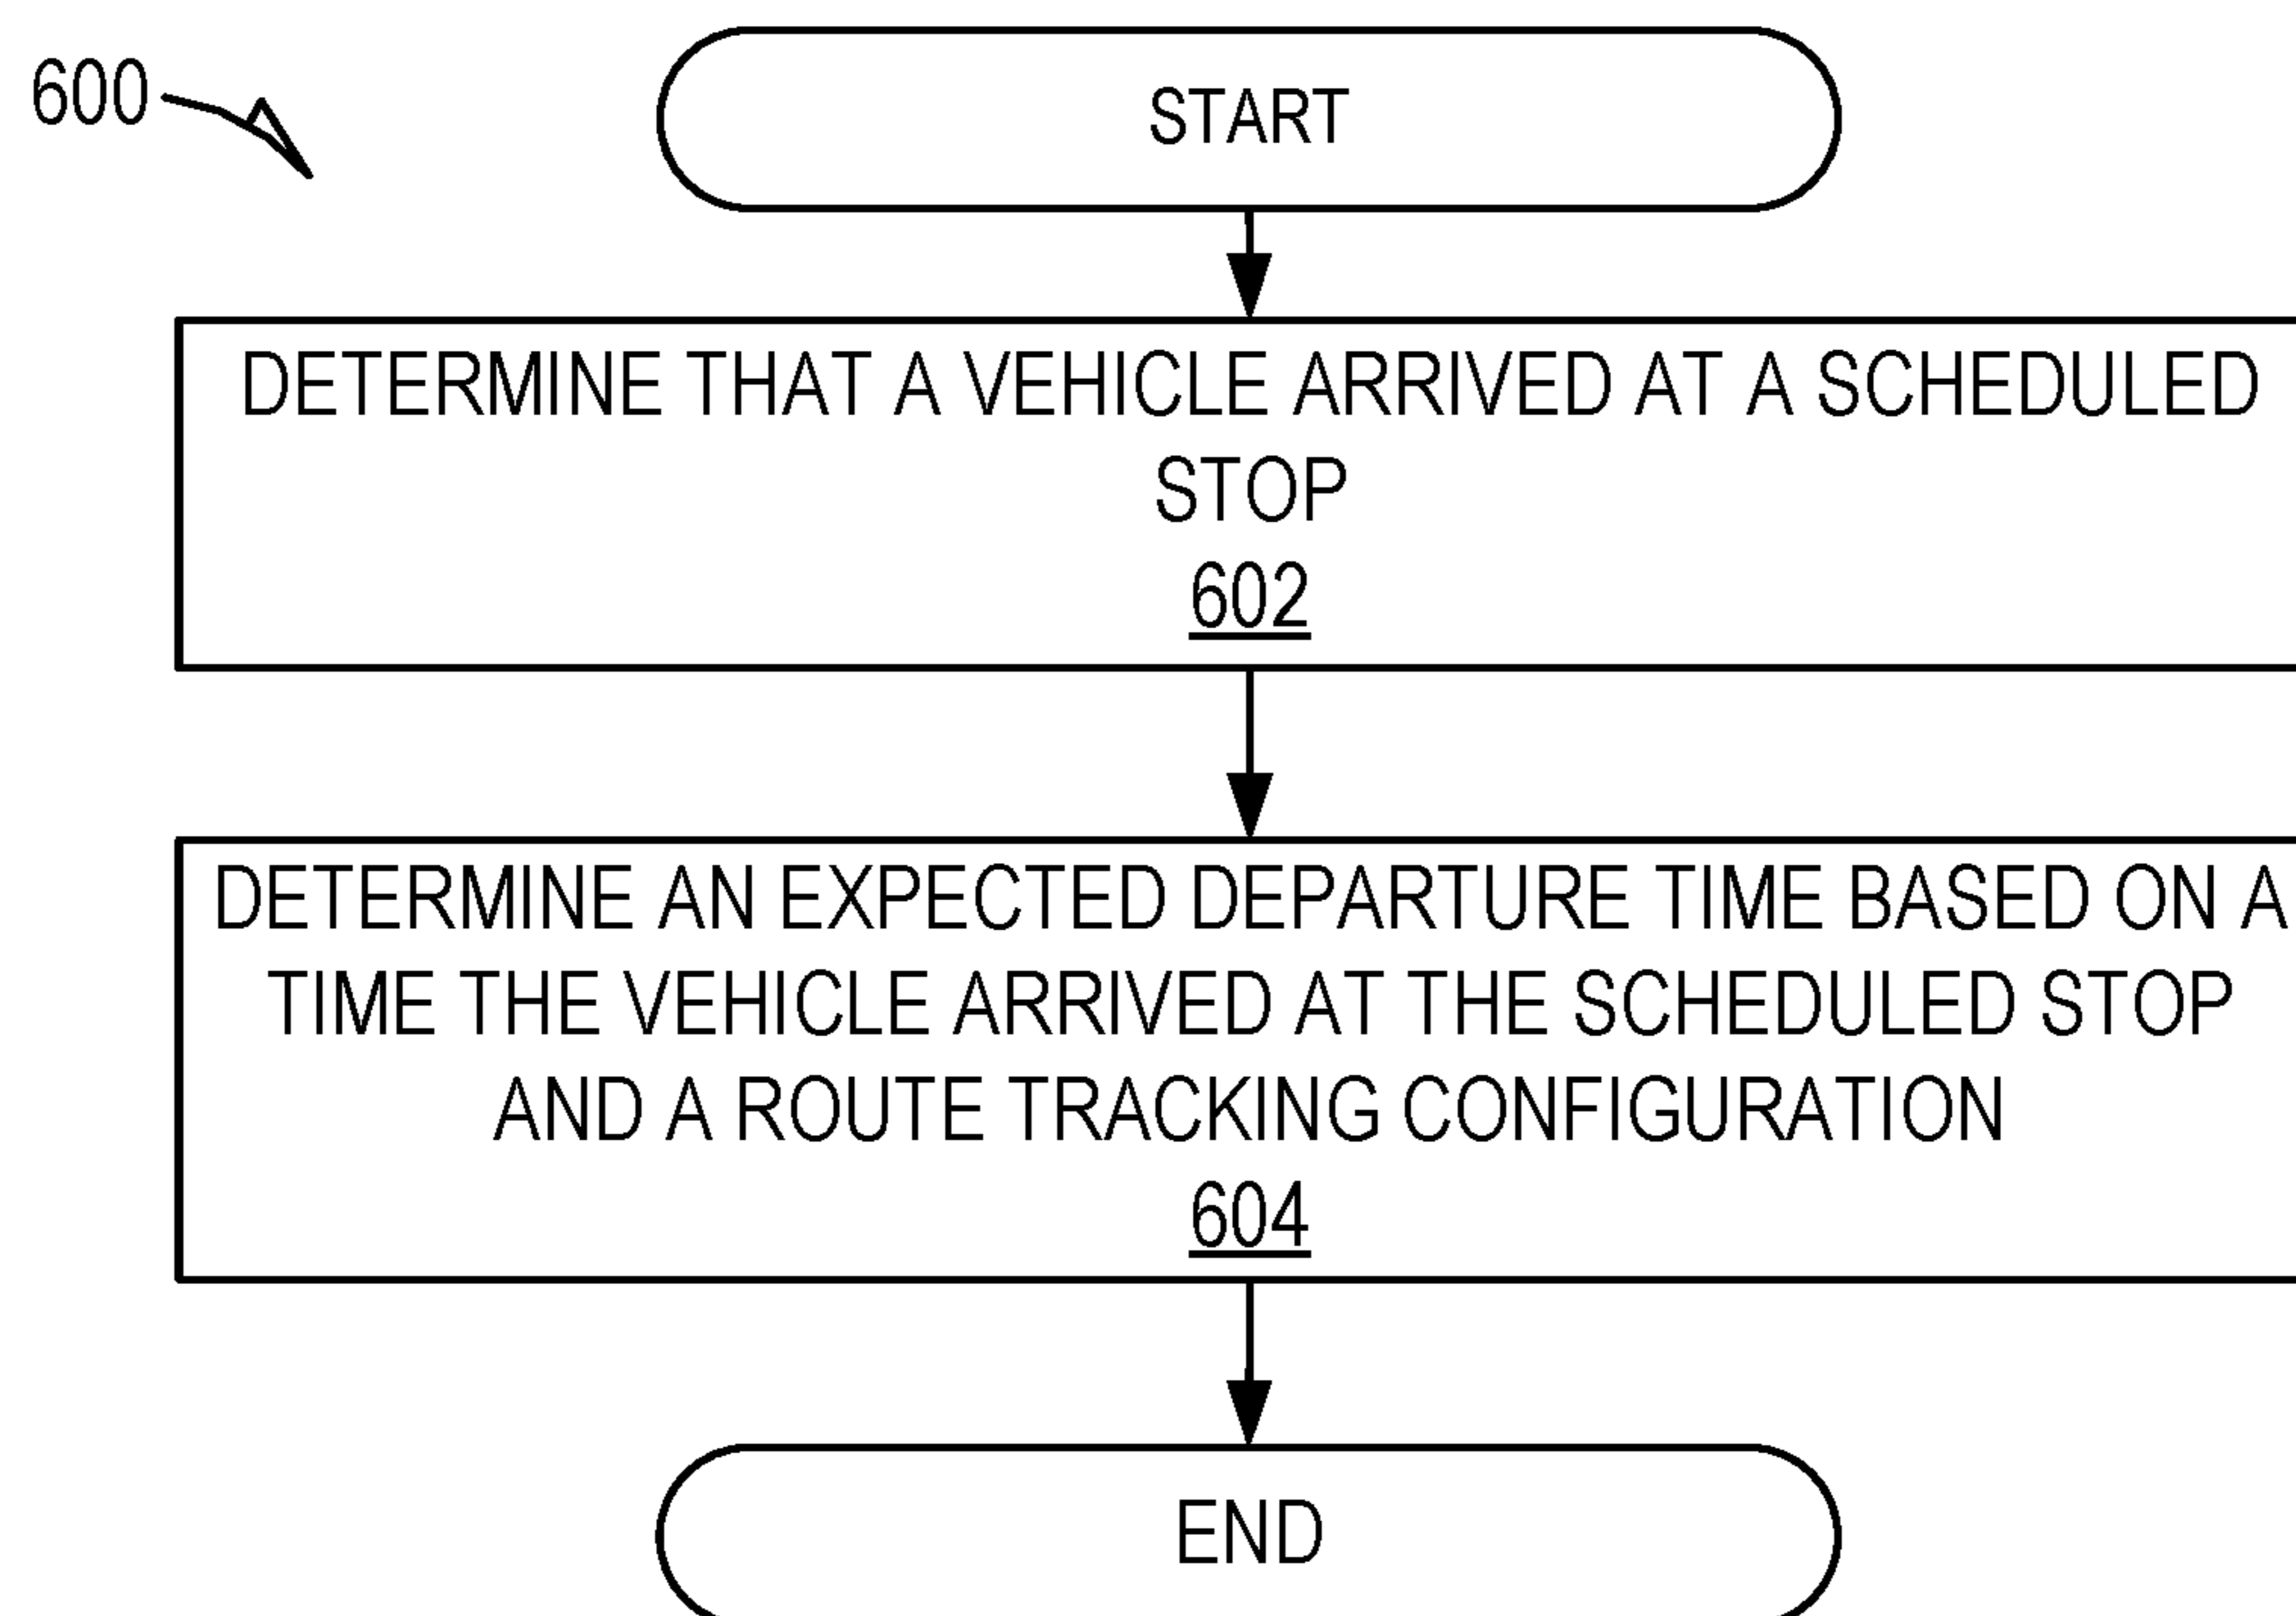 600
START
DETERMINE THAT A VEHICLE ARRIVED AT A SCHEDULED
STOP
602
DETERMINE AN EXPECTED DEPARTURE TIME BASED ON A
TIME THE VEHICLE ARRIVED AT THE SCHEDULED STOP
AND A ROUTE TRACKING CONFIGURATION
604
END